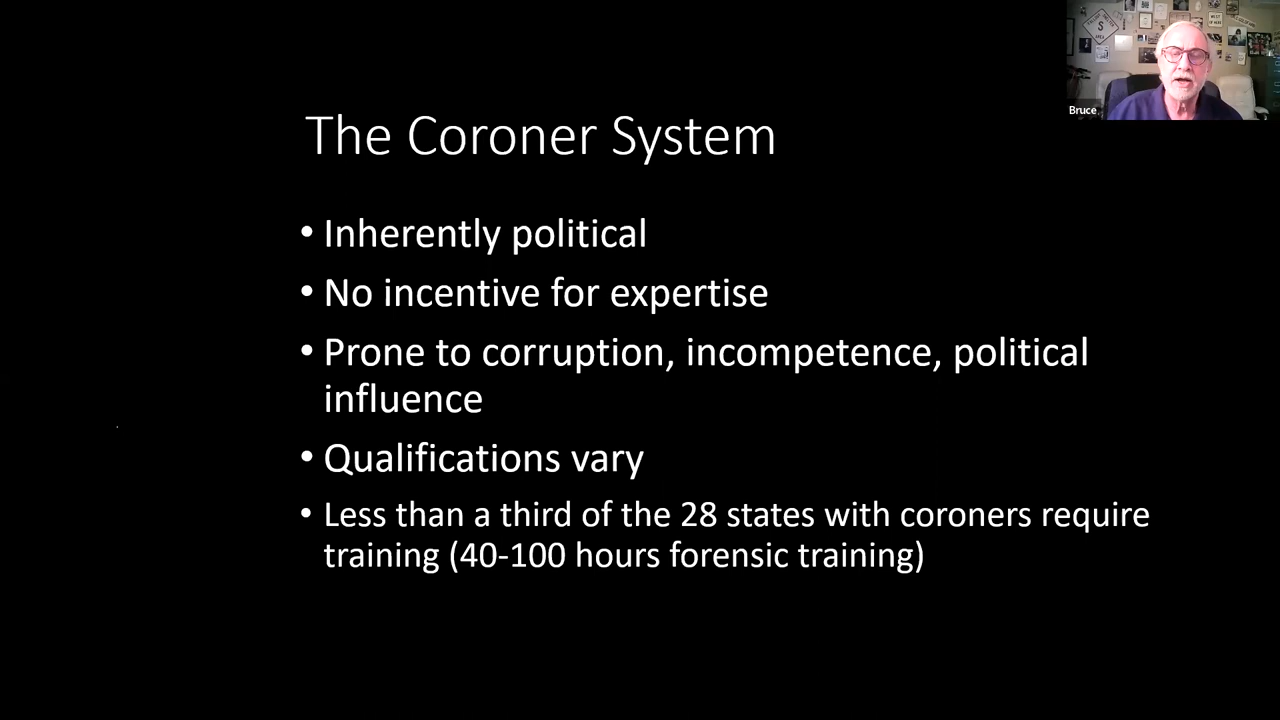 Bruce
The Coroner System
• Inherently political
• No incentive for expertise
• Prone to corruption, incompetence, political
influence
• Qualifications vary
• Less than a third of the 28 states with coroners require
training (40-100 hours forensic training)